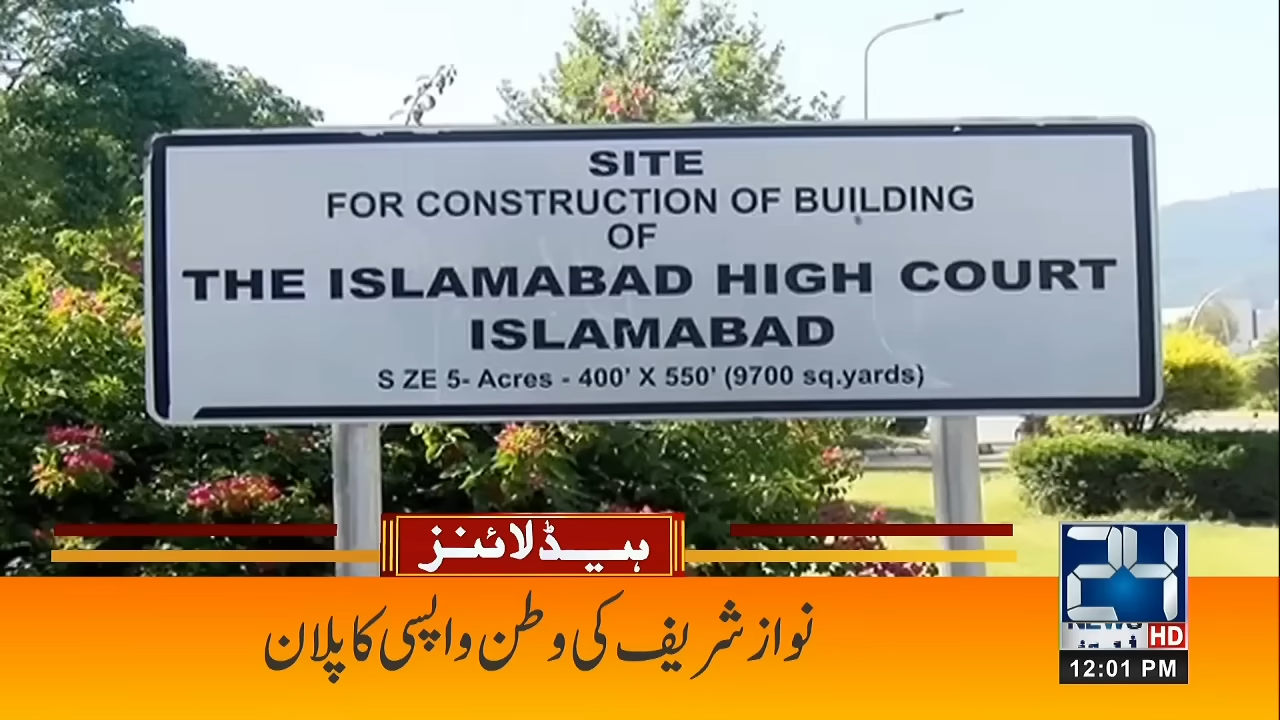 SITE
FOR CONSTRUCTION OF BUILDING
OF
THE ISLAMABAD HIGH COURT
ISLAMABAD
S ZE 5- Acres - 400' X 550' (9700 sq.yards)
ہیڈلائنز
نواز شریف کی وطن واپسی کا پلان
24
NEWS
HD
12:01 PM